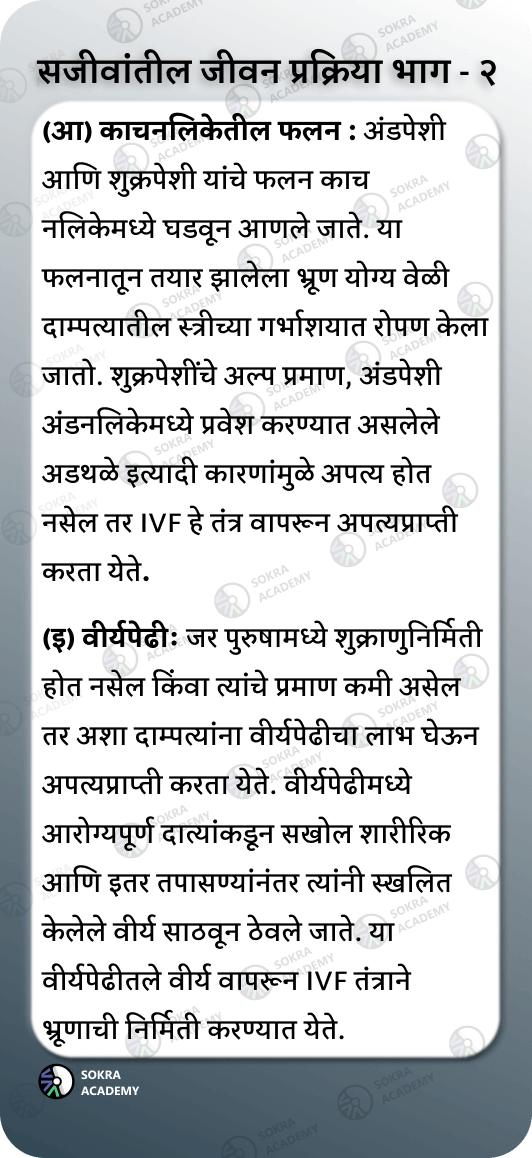 सजीवांतील जीवन प्रक्रिया भाग - २
(आ) काचनलिकेतील फलन : अंडपेशी
आणि शुक्रपेशी यांचे फलन काच
नलिकेमध्ये घडवून आणले जाते. या
फलनातून तयार झालेला भ्रूण योग्य वेळी
दाम्पत्यातील स्त्रीच्या गर्भाशयात रोपण केला
जातो. शुक्रपेशींचे अल्प प्रमाण, अंडपेशी
अंडनलिकेमध्ये प्रवेश करण्यात असलेले
अडथळे इत्यादी कारणांमुळे अपत्य होत
नसेल तर IVF हे तंत्र वापरून अपत्यप्राप्ती
करता येते.
(इ) वीर्यपेढी: जर पुरुषामध्ये शुक्राणुनिर्मिती
होत नसेल किंवा त्यांचे प्रमाण कमी असेल
तर अशा दाम्पत्यांना वीर्यपेढीचा लाभ घेऊन
अपत्यप्राप्ती करता येते. वीर्यपेढीमध्ये
आरोग्यपूर्ण दात्यांकडून सखोल शारीरिक
आणि इतर तपासण्यांनंतर त्यांनी स्खलित
केलेले वीर्य साठवून ठेवले जाते. या
वीर्यपेढीतले वीर्य वापरून IVF तंत्राने
भ्रूणाची निर्मिती करण्यात येते.
SOKRA
ACADEMY